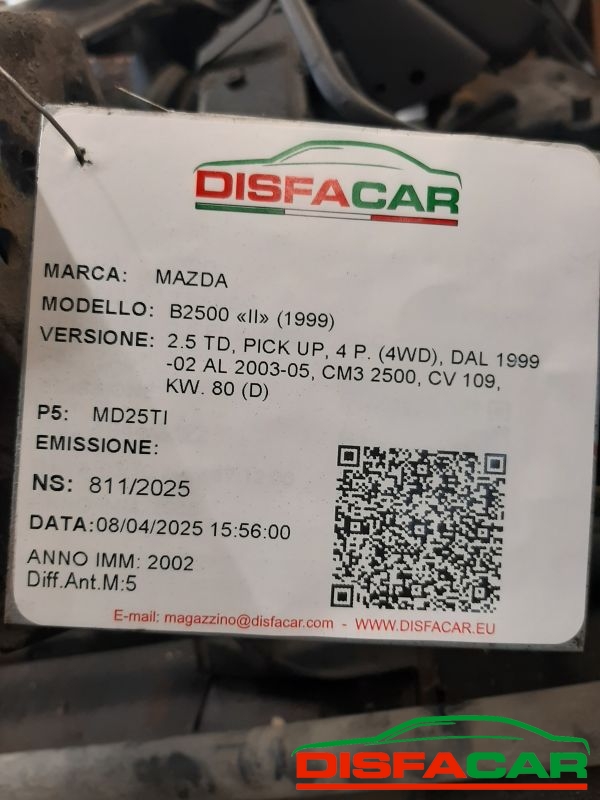 DISFACAR
MARCA: MAZDA
MODELLO: B2500 «II» (1999)
VERSIONE: 2.5 TD, PICK UP, 4 P. (4WD), DAL 1999
-02 AL 2003-05, CM3 2500, CV 109,
KW. 80 (D)
P5: MD25TI
EMISSIONE:
NS: 811/2025
DATA:08/04/2025 15:56:00
ANNO IMM: 2002
Diff.Ant.M:5
E-mail: magazzino@disfacar.com - WWW.DISFACAR.EU
DISFACAR